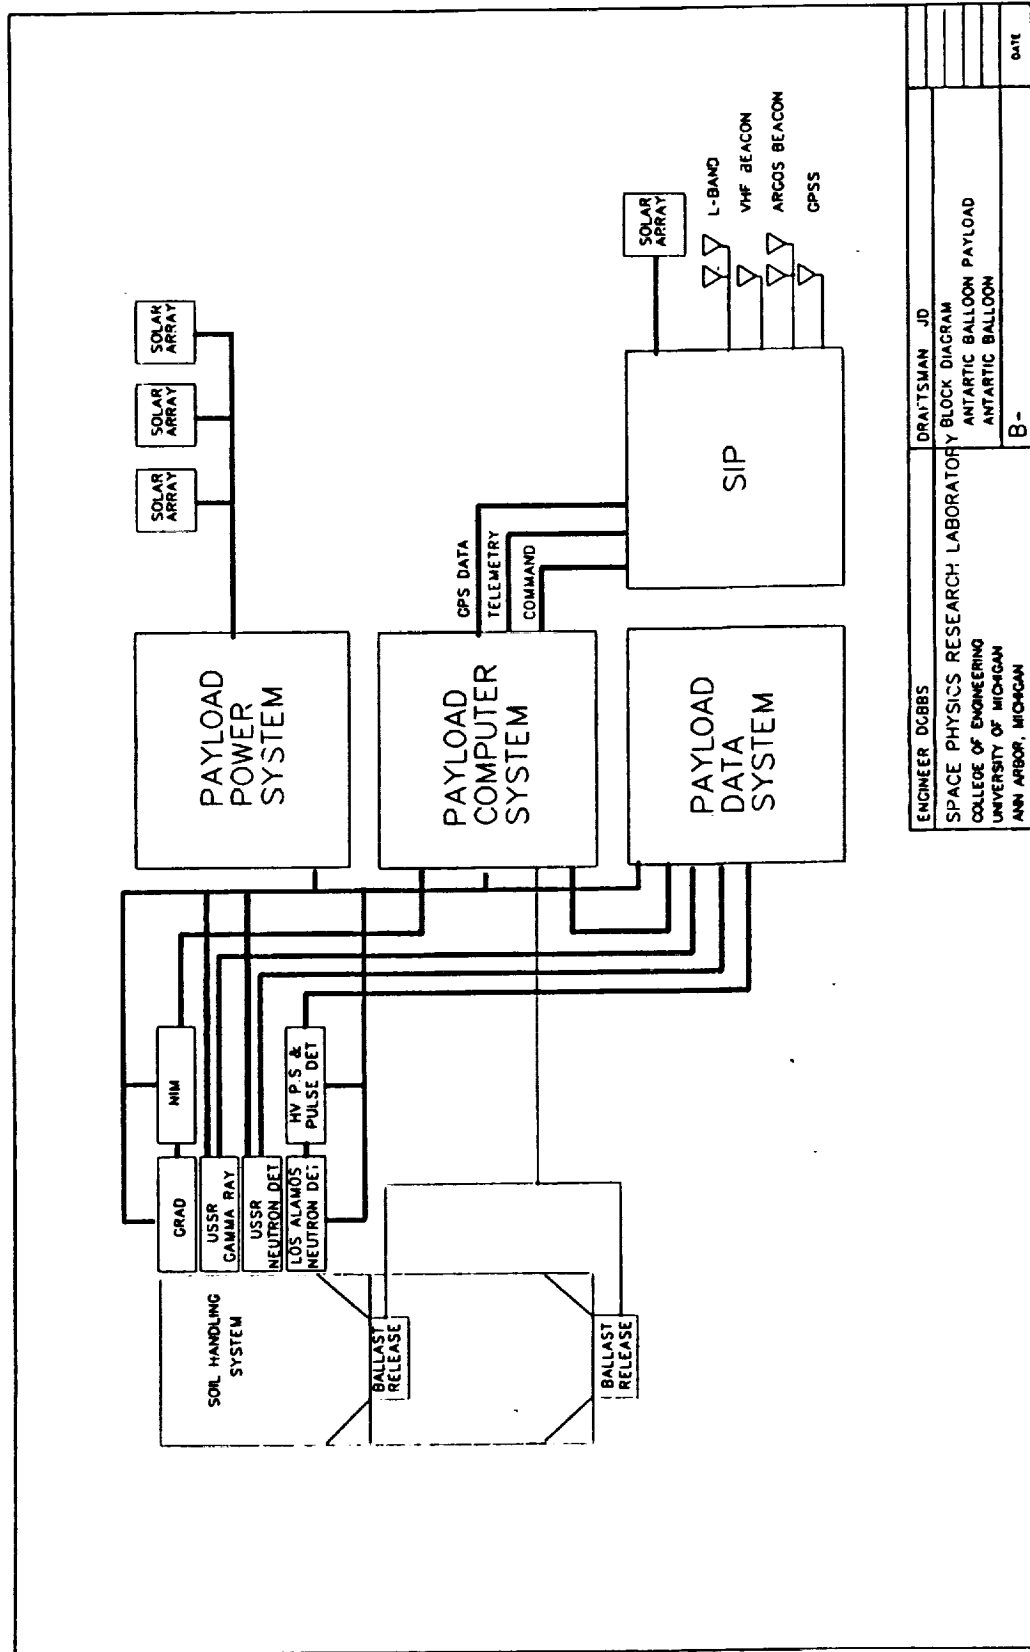 SOIL HANDLING
SYSTEM
BALLAST
RELEASE
BALLAST
RELEASE
GRAD
NIM
USSR
GAMMA RAY
USSR
NEUTRON DET
LOS ALAMOS
NEUTRON DET
HV P.S &
PULSE DET
PAYLOAD
POWER
SYSTEM
PAYLOAD
COMPUTER
SYSTEM
PAYLOAD
DATA
SYSTEM
SOLAR
ARRAY
SOLAR
ARRAY
SOLAR
ARRAY
GPS DATA
TELEMETRY
COMMAND
SIP
SOLAR
ARRAY
L-BAND
VHF BEACON
ARGOS BEACON
GPSS
ENGINEER DOBBS
DRAFTSMAN JD
SPACE PHYSICS RESEARCH LABORATORY
COLLEGE OF ENGINEERING
UNIVERSITY OF MICHIGAN
ANN ARBOR, MICHIGAN
BLOCK DIAGRAM
ANTARTIC BALLOON PAYLOAD
ANTARTIC BALLOON
B-
DATE